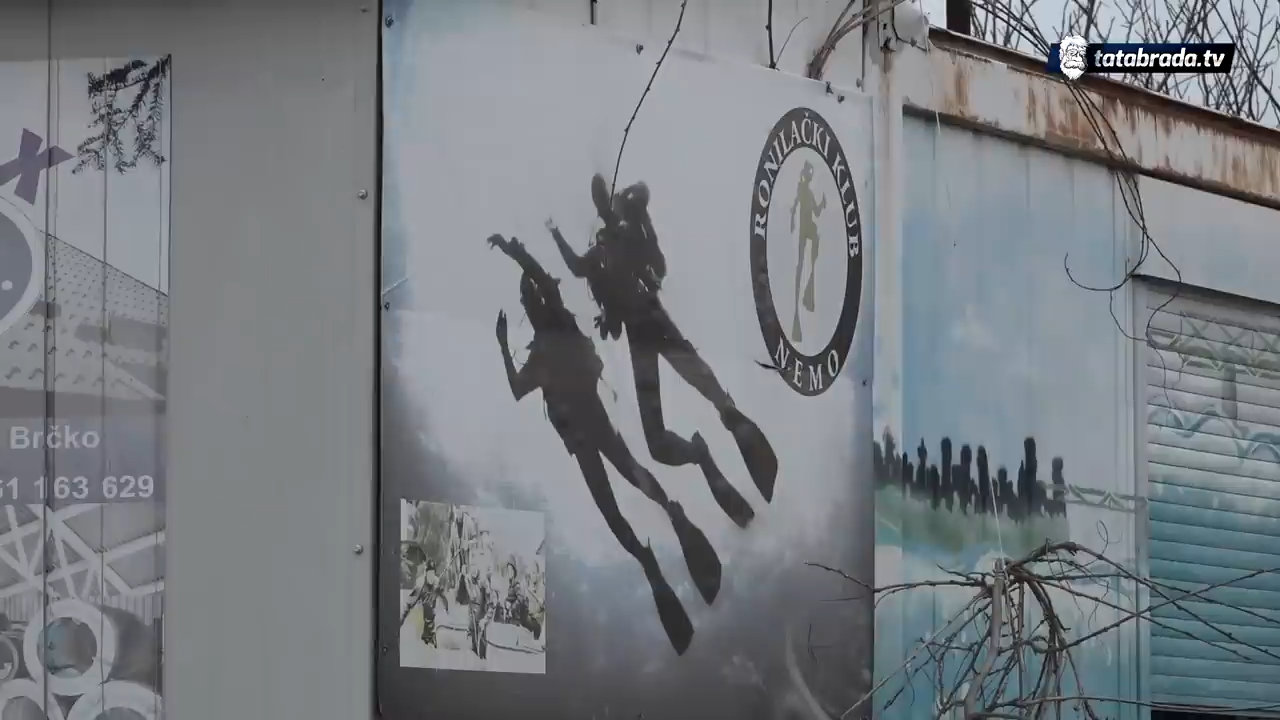 tatabrada.tv
RONILAČKI KLUB
NEMO
Brčko
61 163 629